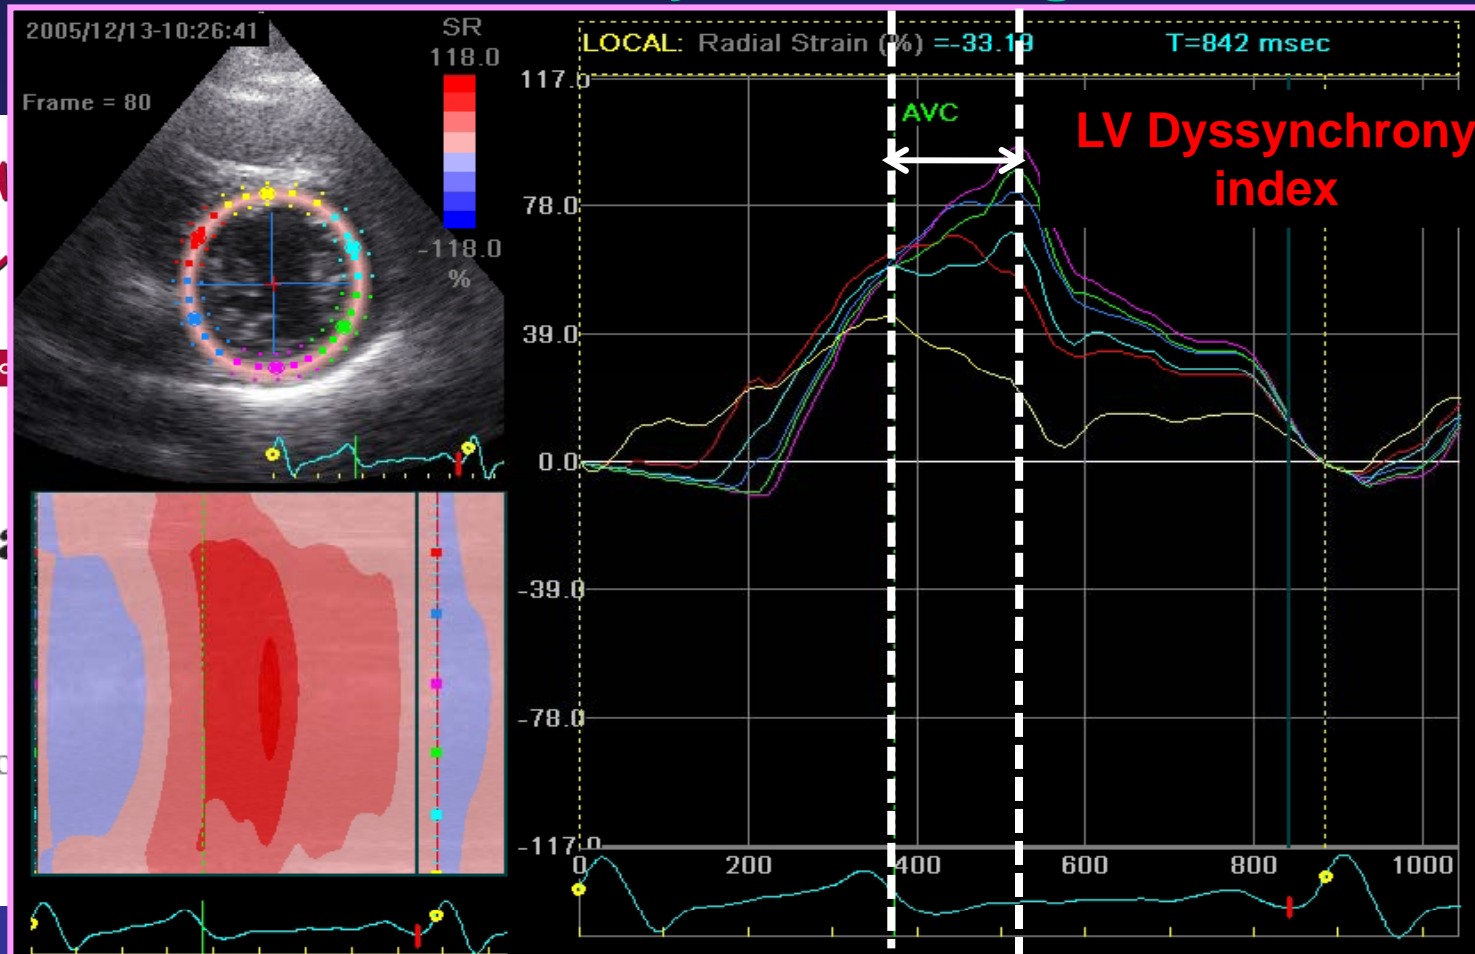 2005/12/13-10:26:41
SR
118.0
Frame = 80
-118.0
%
LOCAL: Radial Strain (%) =-33.19 T=842 msec
117.0
AVC
LV Dyssynchrony
index
78.0
39.0
0.0
-39.0
-78.0
-117.0
0 200 400 600 800 1000